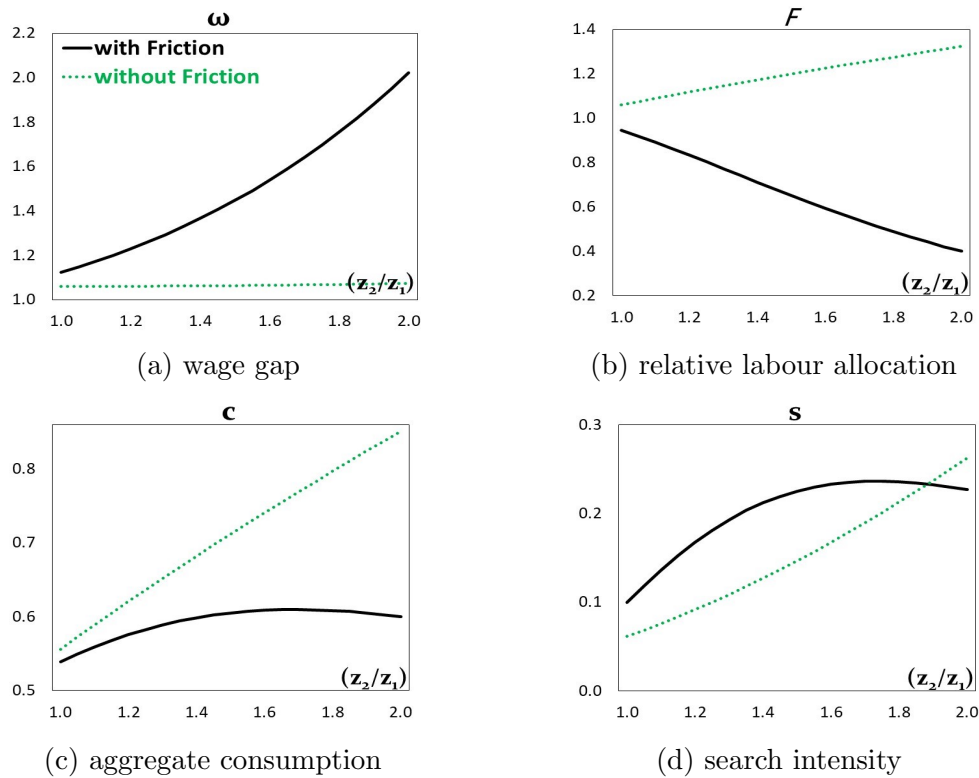 ω
with Friction
without Friction
2.2
2.0
1.8
1.6
1.4
1.2
1.0
(z₂/z₁)
1.0 1.2 1.4 1.6 1.8 2.0
(a) wage gap
F
1.4
1.2
1.0
0.8
0.6
0.4
0.2
(z₂/z₁)
1.0 1.2 1.4 1.6 1.8 2.0
(b) relative labour allocation
c
0.8
0.7
0.6
0.5
(z₂/z₁)
1.0 1.2 1.4 1.6 1.8 2.0
(c) aggregate consumption
s
0.3
0.2
0.1
0.0
(z₂/z₁)
1.0 1.2 1.4 1.6 1.8 2.0
(d) search intensity